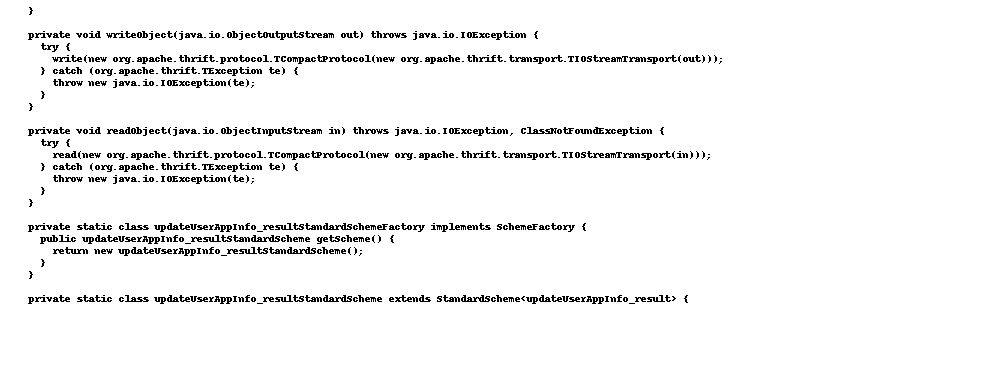 }
private void writeObject(java.io.ObjectOutputStream out) throws java.io.IOException {
try {
write(new org.apache.thrift.protocol.TCompactProtocol(new org.apache.thrift.transport.TIOStreamTransport(out)));
} catch (org.apache.thrift.TException te) {
throw new java.io.IOException(te);
}
}
private void readObject(java.io.ObjectInputStream in) throws java.io.IOException, ClassNotFoundException {
try {
read(new org.apache.thrift.protocol.TCompactProtocol(new org.apache.thrift.transport.TIOStreamTransport(in)));
} catch (org.apache.thrift.TException te) {
throw new java.io.IOException(te);
}
}
private static class updateUserAppInfo_resultStandardSchemeFactory implements SchemeFactory {
public updateUserAppInfo_resultStandardScheme getScheme() {
return new updateUserAppInfo_resultStandardScheme();
}
}
private static class updateUserAppInfo_resultStandardScheme extends StandardScheme<updateUserAppInfo_result> {